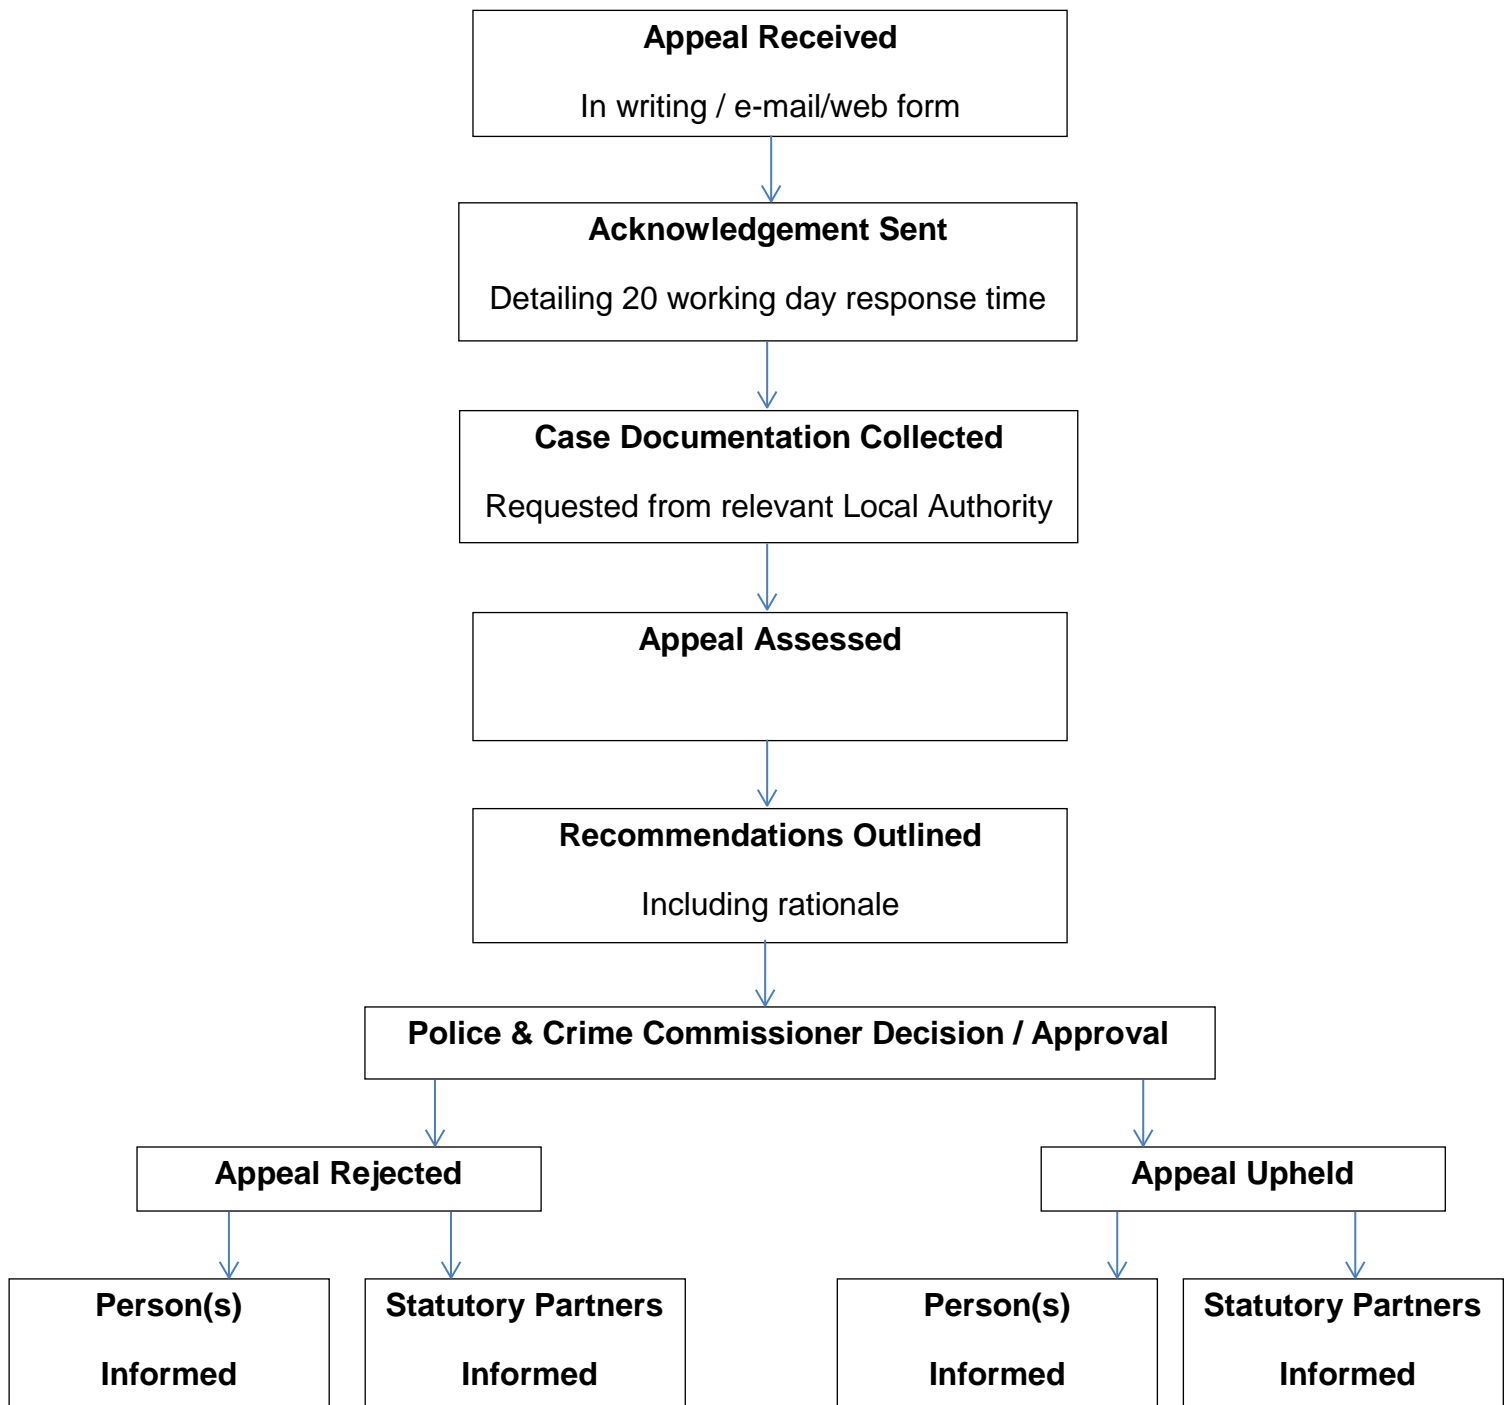 Appeal Received
In writing / e-mail/web form
Acknowledgement Sent
Detailing 20 working day response time
Case Documentation Collected
Requested from relevant Local Authority
Appeal Assessed
Recommendations Outlined
Including rationale
Police & Crime Commissioner Decision / Approval
Appeal Rejected
Appeal Upheld
Person(s)
Informed
Statutory Partners
Informed
Person(s)
Informed
Statutory Partners
Informed